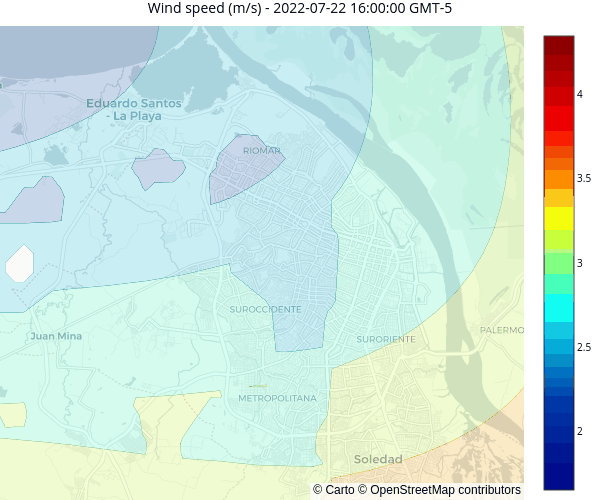 Wind speed (m/s) - 2022-07-22 16:00:00 GMT-5
Eduardo Santos
- La Playa
RIOMAR
SUROCCIDENTE
Juan Mina
SURORIENTE
PALERMO
METROPOLITANA
Soledad
4
3.5
3
2.5
2
© Carto © OpenStreetMap contributors